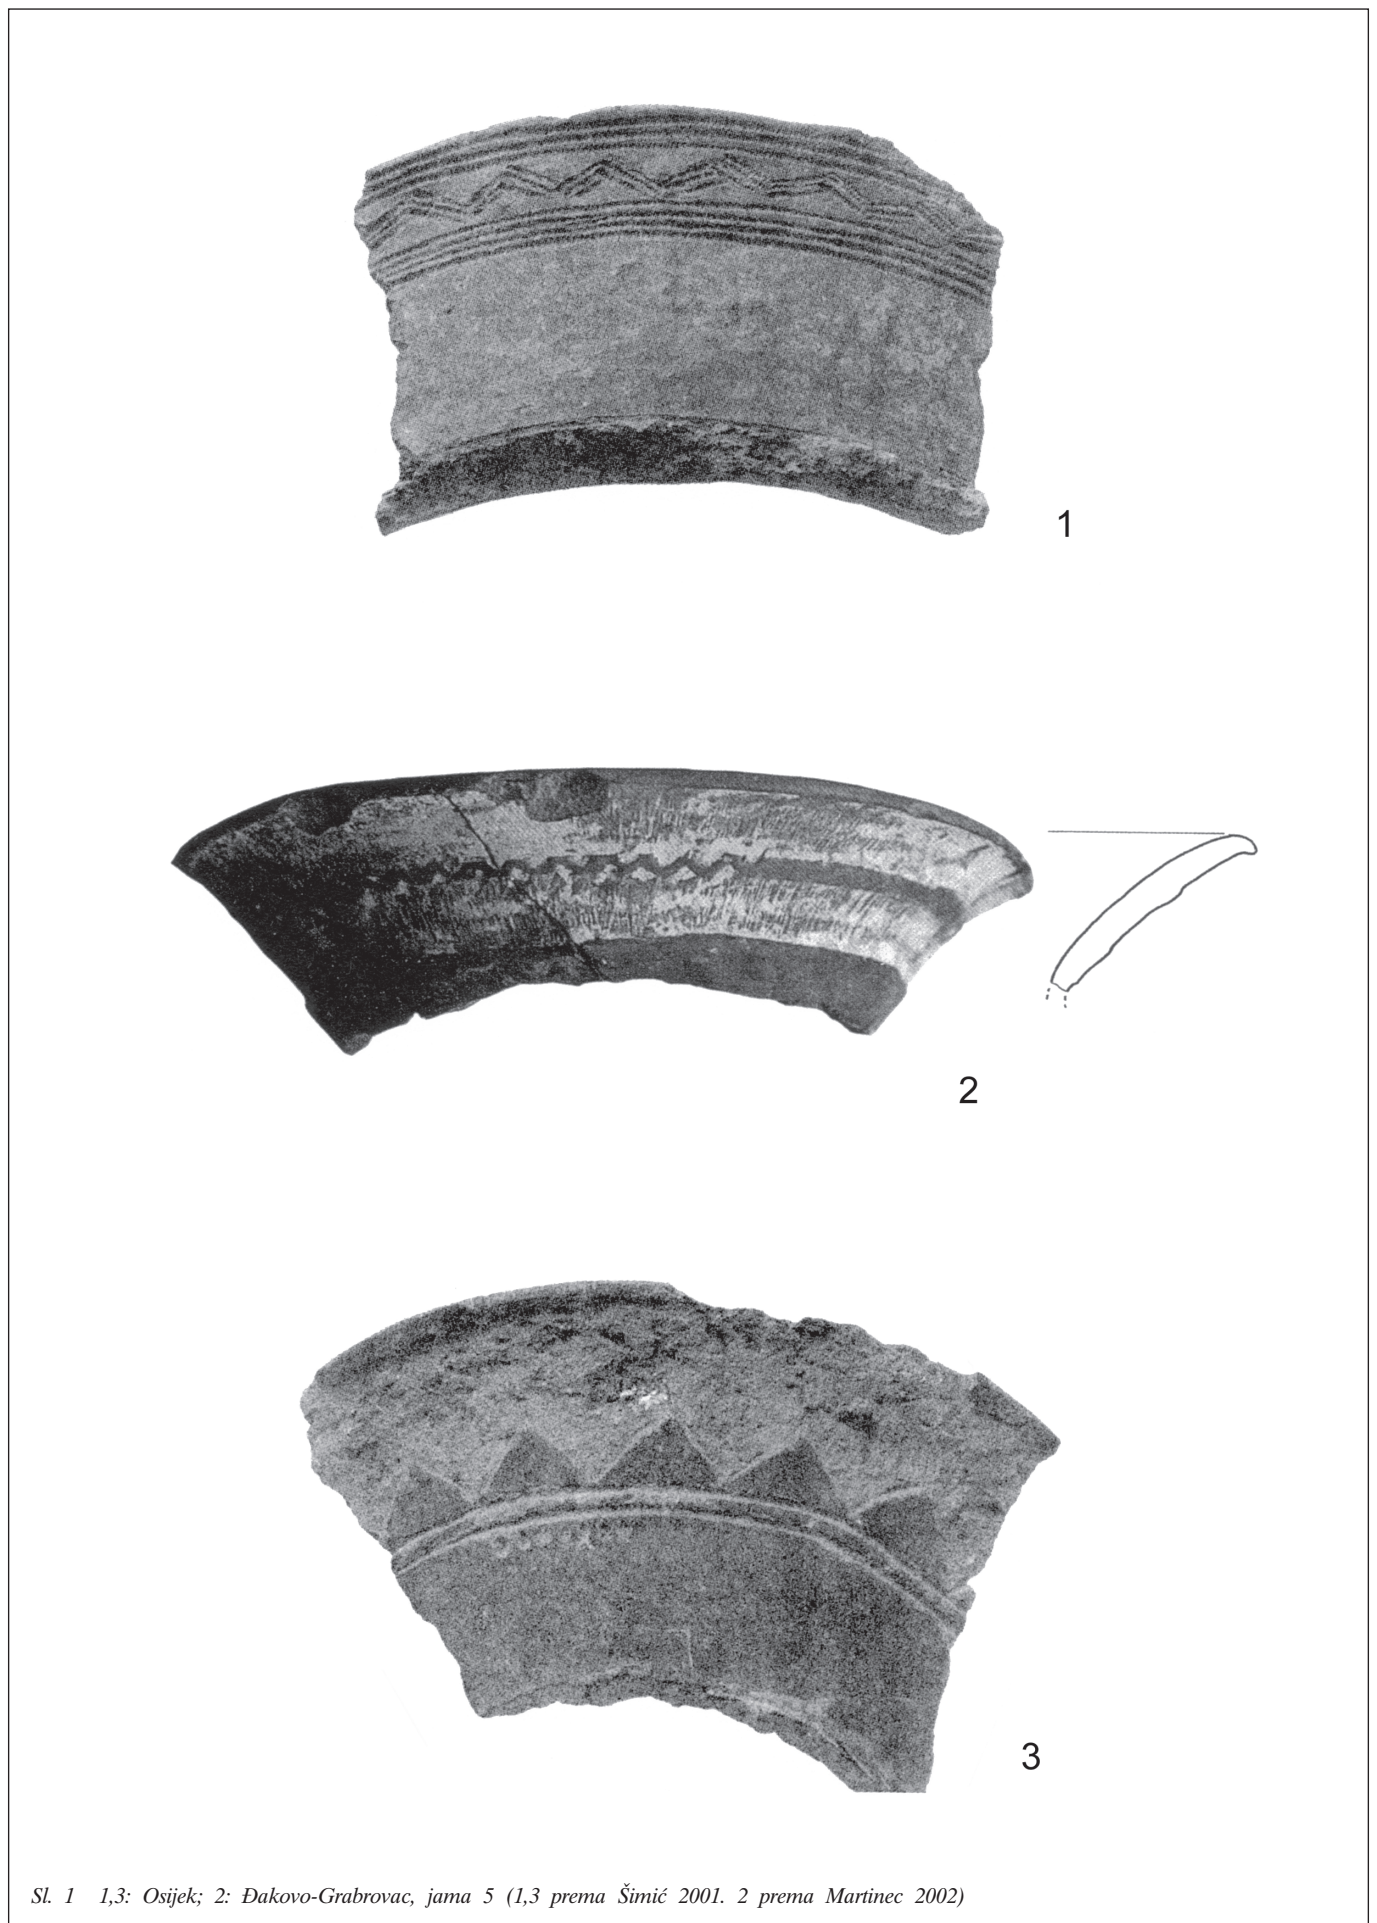 1
2
3
Sl. 1 1,3: Osijek; 2: Đakovo-Grabrovac, jama 5 (1,3 prema Šimić 2001. 2 prema Martinec 2002)